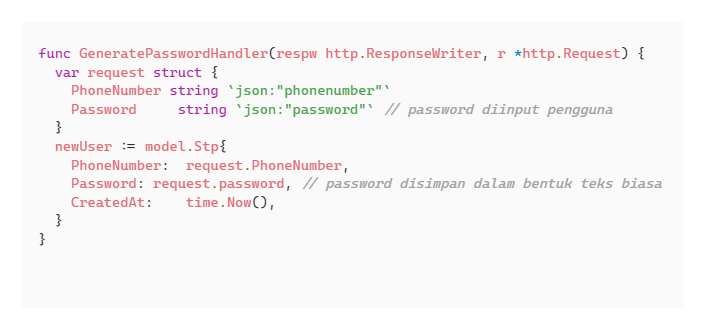 func GeneratePasswordHandler(respw http.ResponseWriter, r *http.Request) {
  var request struct {
    PhoneNumber string `json:"phonenumber"`
    Password     string `json:"password"` // password diinput pengguna
  }
  newUser := model.Stp{
    PhoneNumber:  request.PhoneNumber,
    Password: request.password, // password disimpan dalam bentuk teks biasa
    CreatedAt:    time.Now(),
  }
}